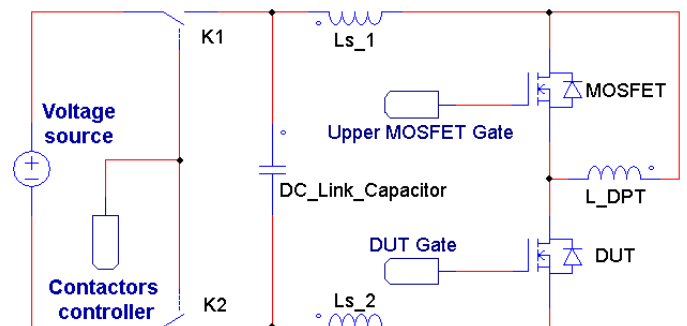 K1
Ls_1
MOSFET
Voltage
source
Upper MOSFET Gate
DC_Link_Capacitor
L_DPT
DUT Gate
DUT
Contactors
controller
K2
Ls_2